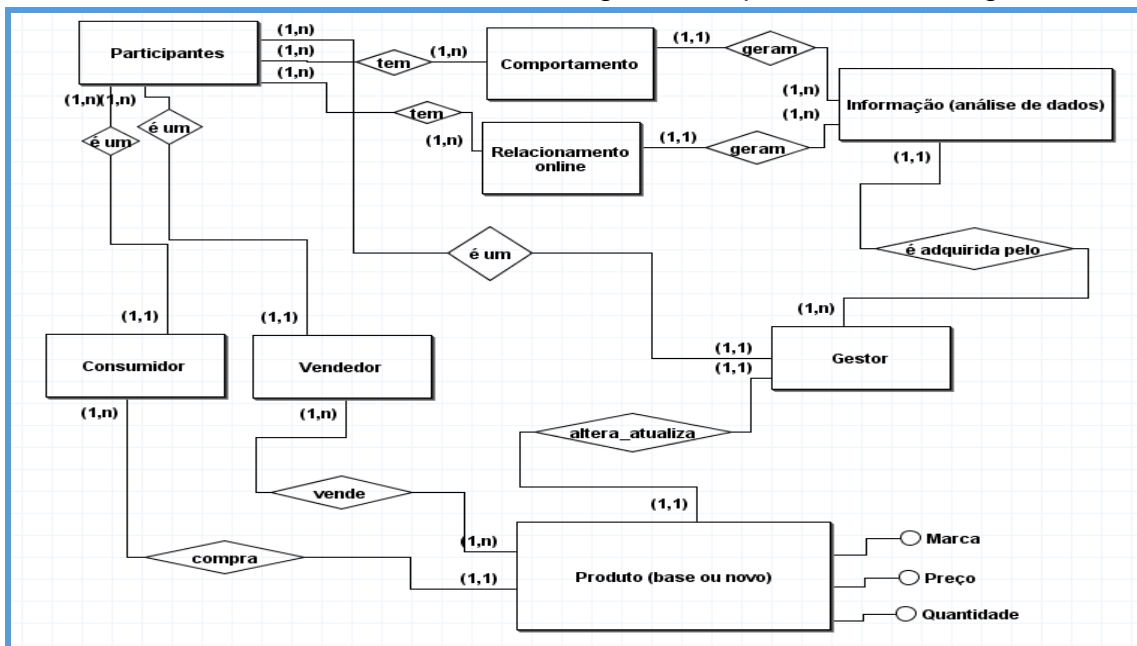 (1,n)
Participantes
(1,n)
(1,n)
tem
(1,n)
Comportamento
(1,1)
geram
(1,n)
Informação (análise de dados)
(1,n)
tem
(1,n)
Relacionamento
online
(1,1)
geram
(1,n)
(1,n)
(1,n)
é um
é um
(1,1)
é um
é adquirida pelo
(1,n)
(1,1)
(1,1)
Consumidor
Vendedor
(1,1)
(1,1)
Gestor
(1,n)
(1,n)
altera_atualiza
vende
(1,1)
(1,n)
compra
(1,1)
Produto (base ou novo)
Marca
Preço
Quantidade